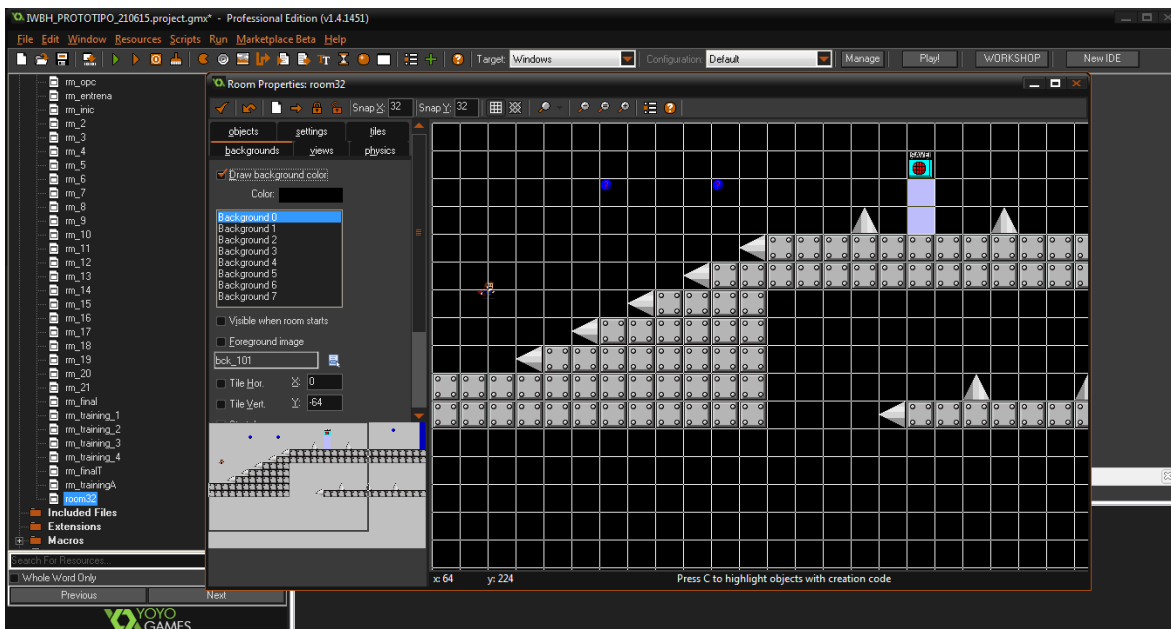 IWBH_PROTOTIPO_210615.project.gmx* - Professional Edition (v1.4.1451)
File Edit Window Resources Scripts Run Marketplace Beta Help
Target: Windows Configuration: Default Manage Play! WORKSHOP New IDE
rm_opc
rm_entrena
rm_inic
rm_2
rm_3
rm_4
rm_5
rm_6
rm_7
rm_8
rm_9
rm_10
rm_11
rm_12
rm_13
rm_14
rm_15
rm_16
rm_17
rm_18
rm_19
rm_20
rm_21
rm_final
rm_training_1
rm_training_2
rm_training_3
rm_training_4
rm_finalT
rm_trainingA
room32
Included Files
Extensions
Macros
Search For Resources...
Whole Word Only
Previous Next
YOYO
GAMES
Room Properties: room32
Snap X: 32 Snap Y: 32
objects settings tiles
backgrounds views physics
Draw background color
Color:
Background 0
Background 1
Background 2
Background 3
Background 4
Background 5
Background 6
Background 7
Visible when room starts
Foreground image
bck_101
Tile Hor. X: 0
Tile Vert. Y: -64
SAVE
x: 64 y: 224 Press C to highlight objects with creation code